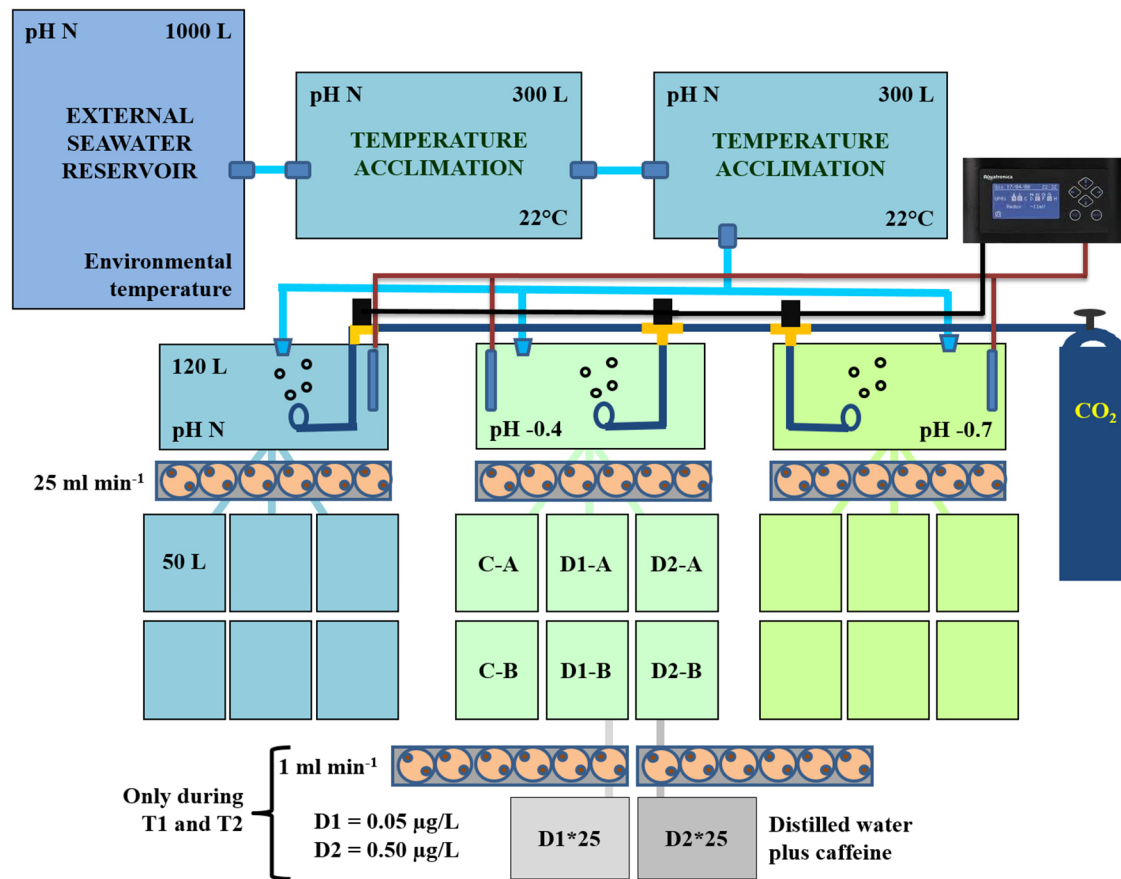 pH N 1000 L
EXTERNAL
SEAWATER
RESERVOIR
Environmental
temperature
pH N 300 L
TEMPERATURE
ACCLIMATION
22°C
pH N 300 L
TEMPERATURE
ACCLIMATION
22°C
Aquatronica
120 L
pH N
pH -0.4
pH -0.7
CO₂
25 ml min⁻¹
50 L
C-A D1-A D2-A
C-B D1-B D2-B
1 ml min⁻¹
Only during
T1 and T2
D1 = 0.05 µg/L
D2 = 0.50 µg/L
D1*25
D2*25
Distilled water
plus caffeine